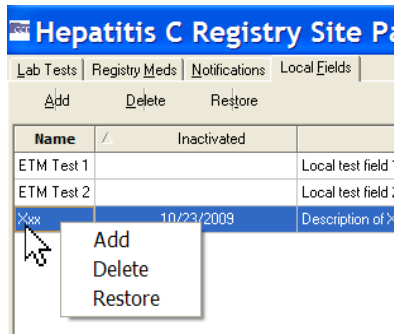 Hepatitis C Registry Site Pa
Lab Tests Registry Meds Notifications Local Fields
Add Delete Restore
Name Inactivated
ETM Test 1 Local test field 1
ETM Test 2 Local test field 2
Xxx 10/23/2009 Description of X
Add
Delete
Restore